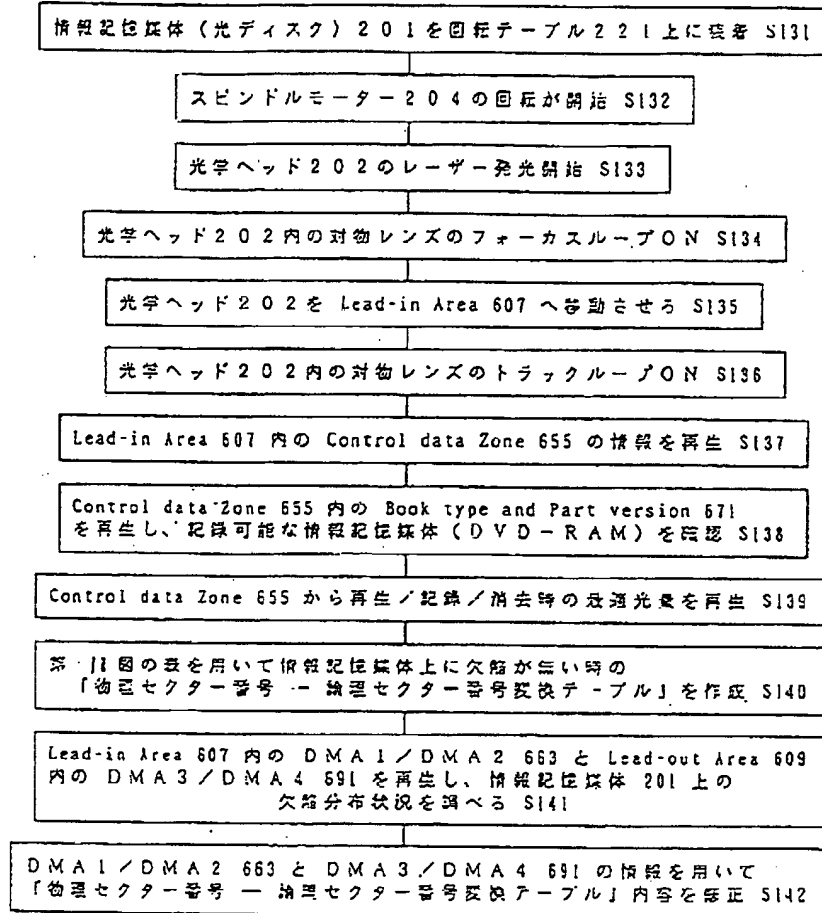 情報記憶媒体（光ディスク）２０１を回転テーブル２２１上に装着 S131
スピンドルモーター２０４の回転が開始 S132
光学ヘッド２０２のレーザー発光開始 S133
光学ヘッド２０２内の対物レンズのフォーカスループＯＮ S134
光学ヘッド２０２を Lead-in Area 607 へ移動させる S135
光学ヘッド２０２内の対物レンズのトラックループＯＮ S136
Lead-in Area 607 内の Control data Zone 655 の情報を再生 S137
Control data Zone 655 内の Book type and Part version 671
を再生し、記録可能な情報記憶媒体（ＤＶＤ－ＲＡＭ）を確認 S138
Control data Zone 655 から再生／記録／消去時の最適光量を再生 S139
第 図の表を用いて情報記憶媒体上に欠陥が無い時の
「物理セクター番号 ― 論理セクター番号変換テーブル」を作成 S140
Lead-in Area 607 内の ＤＭＡ１／ＤＭＡ２ 663 と Lead-out Area 609
内の ＤＭＡ３／ＤＭＡ４ 691 を再生し、情報記憶媒体 201 上の
欠陥分布状況を調べる S141
ＤＭＡ１／ＤＭＡ２ 663 と ＤＭＡ３／ＤＭＡ４ 691 の情報を用いて
「物理セクター番号 ― 論理セクター番号変換テーブル」内容を修正 S142